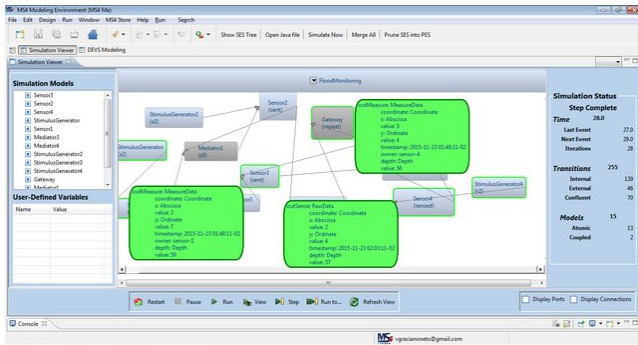 MS4 Modeling Environment (MS4 Me)
File Edit Design Run Window MS4 Store Help Run Search
Show SES Tree Open Java file Simulate Now Merge All Prune SES into PES
Simulation Viewer DEVS Modeling
Simulation Viewer
Simulation Models
Sensor3
Sensor2
Sensor4
StimulusGenerator
Sensor1
Mediator3
Mediator4
StimulusGenerator2
StimulusGenerator3
StimulusGenerator4
Gateway
User-Defined Variables
Name Value
FloodMonitoring
StimulusGenerator2
(s2)
Sensor2
(sent)
Gateway
(repeat)
StimulusGenerator
(s2)
Mediator1
(s0)
Sensor3
(sent)
Sensor4
(sensed)
StimulusGenerator4
(s2)
outMeasure: MeasureData
coordinate: Coordinate
x: Abscissa
value: 5
y: Ordinate
value: 4
timestamp: 2015-11-23 01:48:11-02
owner: sensor-4
depth: Depth
value: 56
outMeasure: MeasureData
coordinate: Coordinate
x: Abscissa
value: 3
y: Ordinate
value: 7
timestamp: 2015-11-23 01:48:11-02
owner: sensor-1
depth: Depth
value: 59
outSense: RawData
coordinate: Coordinate
x: Abscissa
value: 2
y: Ordinate
value: 4
timestamp: 2015-11-23 02:03:11-02
depth: Depth
value: 57
Simulation Status
Step Complete
Time 28.0
Last Event 27.0
Next Event 29.0
Iterations 28
Transitions 255
Internal 139
External 46
Confluent 70
Models 15
Atomic 13
Coupled 2
Restart Pause Run View Step Run to... Refresh View
Display Ports Display Connections
Console
MS4 vgracianoneto@gmail.com